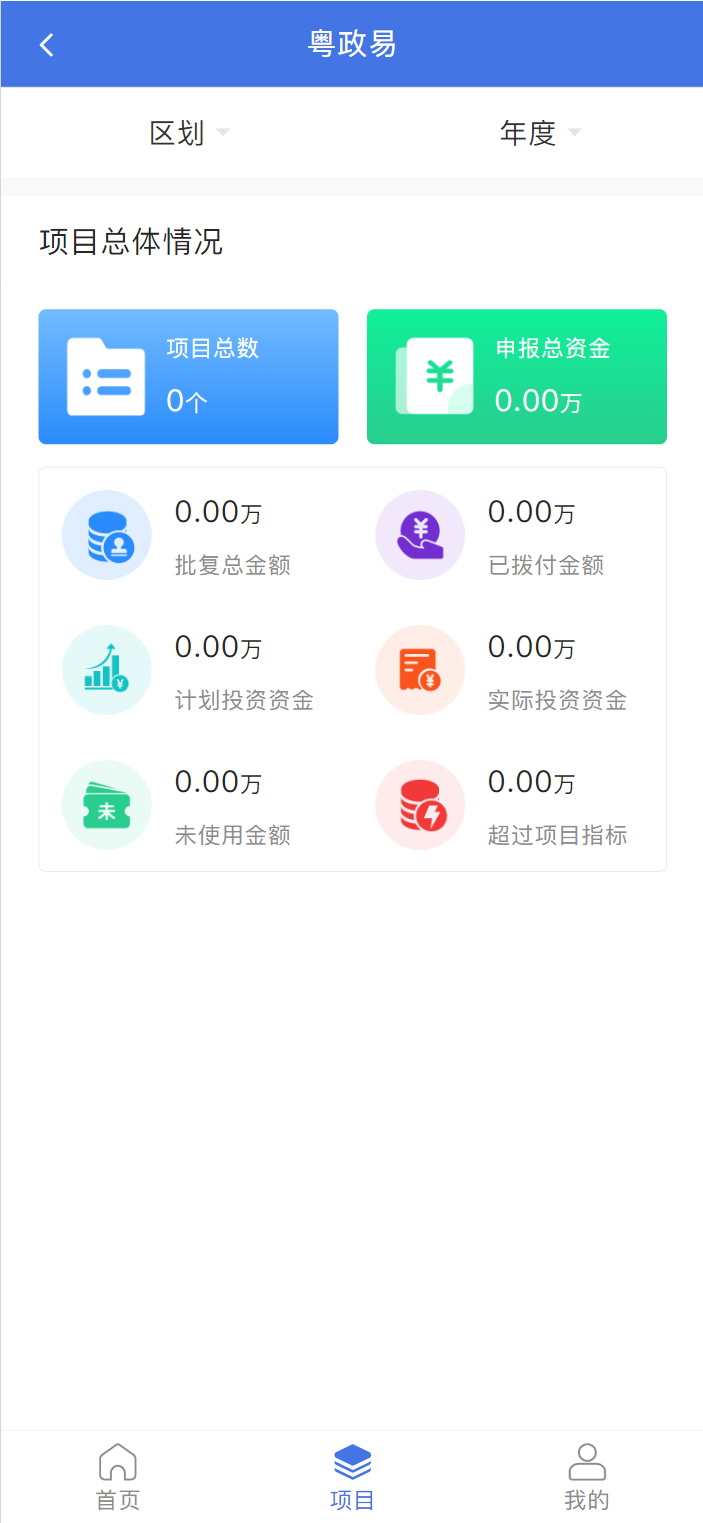 粤政易
区划 年度
项目总体情况
项目总数 申报总资金
¥
0个 0.00万
0.00万 0.00万
¥
批复总金额 已拨付金额
0.00万 0.00万
¥ ¥
计划投资资金 实际投资资金
0.00万 0.00万
未
未使用金额 超过项目指标
首页 项目 我的